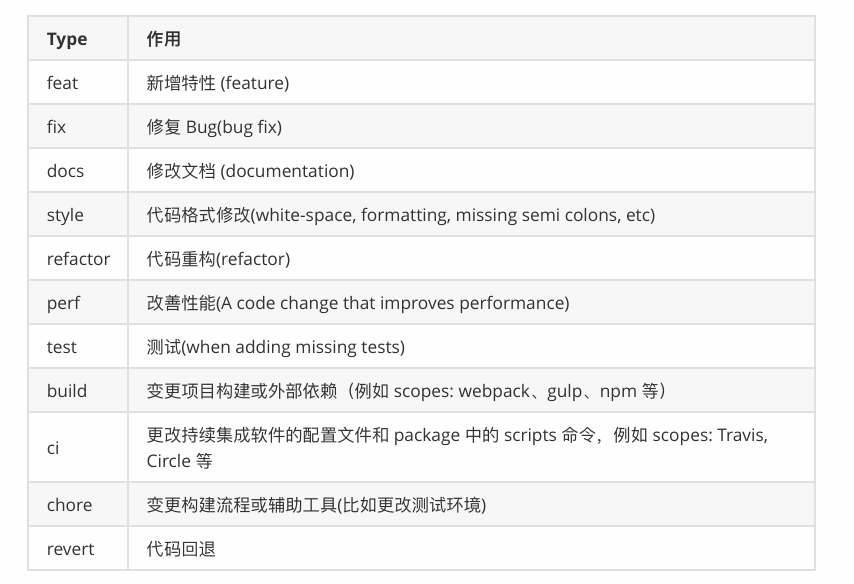 Type 作用
feat 新增特性 (feature)
fix 修复 Bug(bug fix)
docs 修改文档 (documentation)
style 代码格式修改(white-space, formatting, missing semi colons, etc)
refactor 代码重构(refactor)
perf 改善性能(A code change that improves performance)
test 测试(when adding missing tests)
build 变更项目构建或外部依赖（例如 scopes: webpack、gulp、npm 等）
ci 更改持续集成软件的配置文件和 package 中的 scripts 命令，例如 scopes: Travis,
Circle 等
chore 变更构建流程或辅助工具(比如更改测试环境)
revert 代码回退